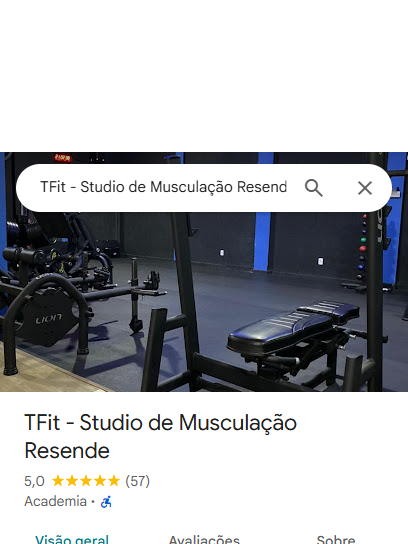 TFit - Studio de Musculação Resend
LION
TFit - Studio de Musculação
Resende
5,0 ★★★★★ (57)
Academia •
Visão geral
Avaliações
Sobre